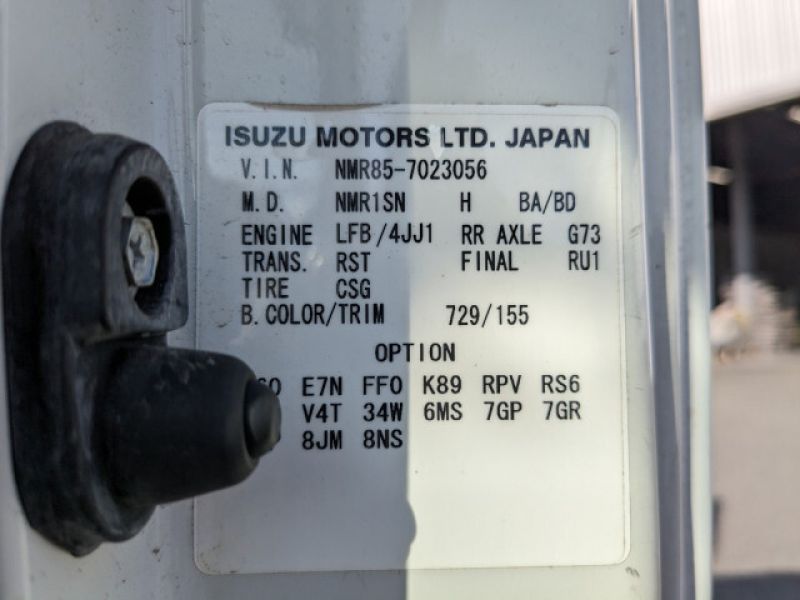 ISUZU MOTORS LTD. JAPAN
V.I.N. NMR85-7023056
M.D. NMR1SN H BA/BD
ENGINE LFB/4JJ1 RR AXLE G73
TRANS. RST FINAL RU1
TIRE CSG
B.COLOR/TRIM 729/155
OPTION
E7N FF0 K89 RPV RS6
V4T 34W 6MS 7GP 7GR
8JM 8NS